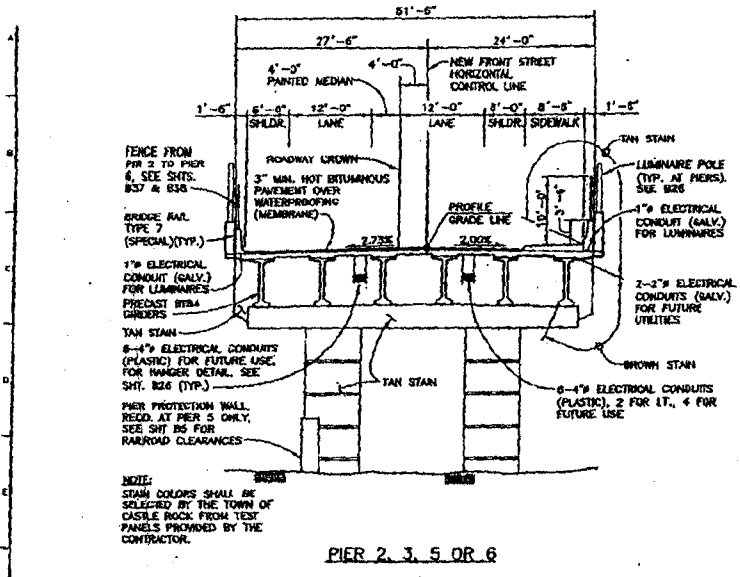 51'-6"
27'-6"
24'-0"
4'-0"
NEW FRONT STREET
HORIZONTAL
CONTROL LINE
4'-0"
PAINTED MEDIAN
1'-6"
12'-0"
12'-0"
8'-0"
1'-6"
SHLDR.
LANE
LANE
SHLDR.
SIDEWALK
TAN STAIN
FENCE FROM
PIER 2 TO PIER
6, SEE SHTS.
B37 & B38
ROADWAY CROWN
3" MIN. HOT BITUMINOUS
PAVEMENT OVER
WATERPROOFING
(MEMBRANE)
PROFILE
GRADE LINE
10'-0"
3'-6"
LUMINAIRE POLE
(TYP. AT PIERS).
SEE B26
BRIDGE RAIL
TYPE 7
(SPECIAL)(TYP.)
1"ø ELECTRICAL
CONDUIT (GALV.)
FOR LUMINAIRES
2.73%
2.00%
1"ø ELECTRICAL
CONDUIT (GALV.)
FOR LUMINAIRES
PRECAST BT84
GIRDERS
TAN STAIN
2-2"ø ELECTRICAL
CONDUITS (GALV.)
FOR FUTURE
UTILITIES
6-4"ø ELECTRICAL CONDUITS
(PLASTIC) FOR FUTURE USE,
FOR HANGER DETAIL, SEE
SHT. B26 (TYP.)
TAN STAIN
BROWN STAIN
6-4"ø ELECTRICAL CONDUITS
(PLASTIC), 2 FOR I.T., 4 FOR
FUTURE USE
PIER PROTECTION WALL
REQD. AT PIER 5 ONLY,
SEE SHT B5 FOR
RAILROAD CLEARANCES
NOTE:
STAIN COLORS SHALL BE
SELECTED BY THE TOWN OF
CASTLE ROCK FROM TEST
PANELS PROVIDED BY THE
CONTRACTOR.
PIER 2, 3, 5 OR 6
A
B
C
D
E